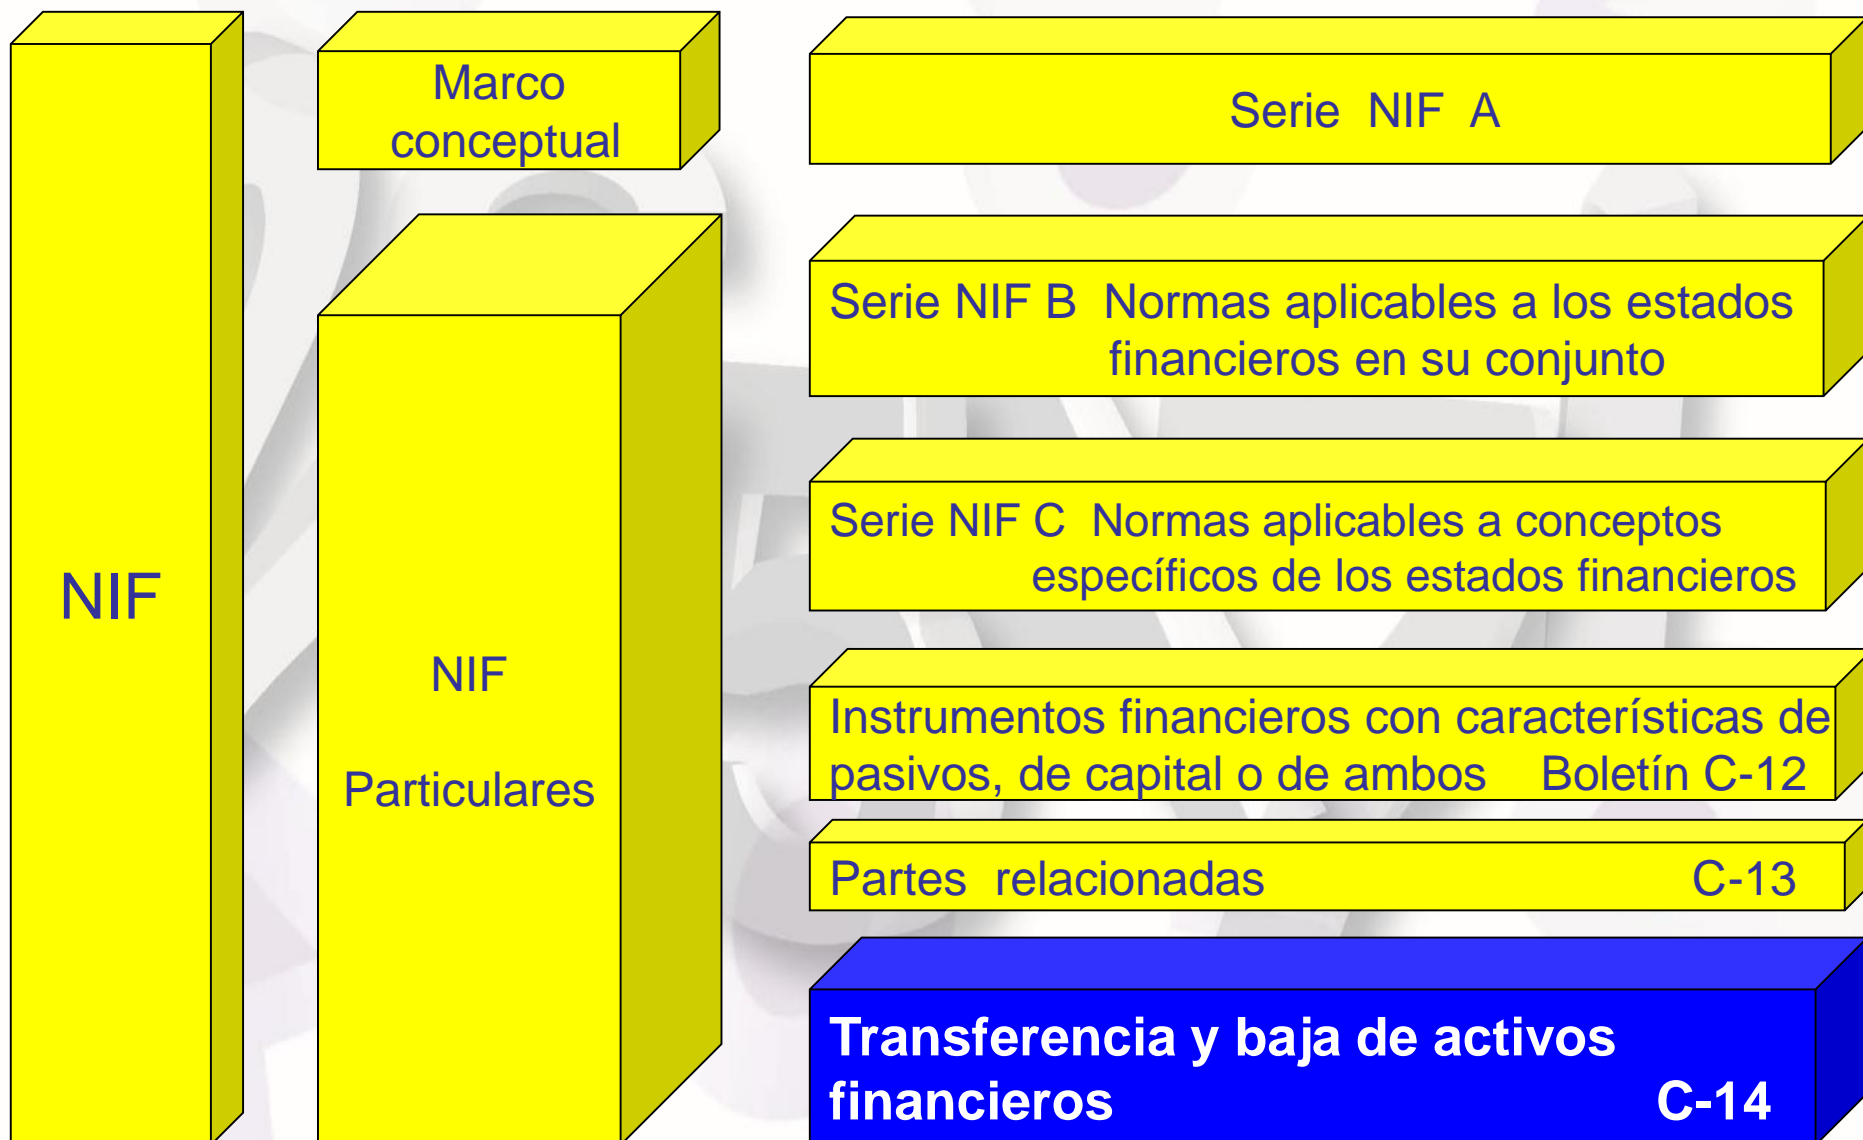 NIF
Marco
conceptual
Serie NIF A
NIF
Particulares
Serie NIF B Normas aplicables a los estados
financieros en su conjunto
Serie NIF C Normas aplicables a conceptos
específicos de los estados financieros
Instrumentos financieros con características de
pasivos, de capital o de ambos Boletín C-12
Partes relacionadas C-13
Transferencia y baja de activos
financieros C-14